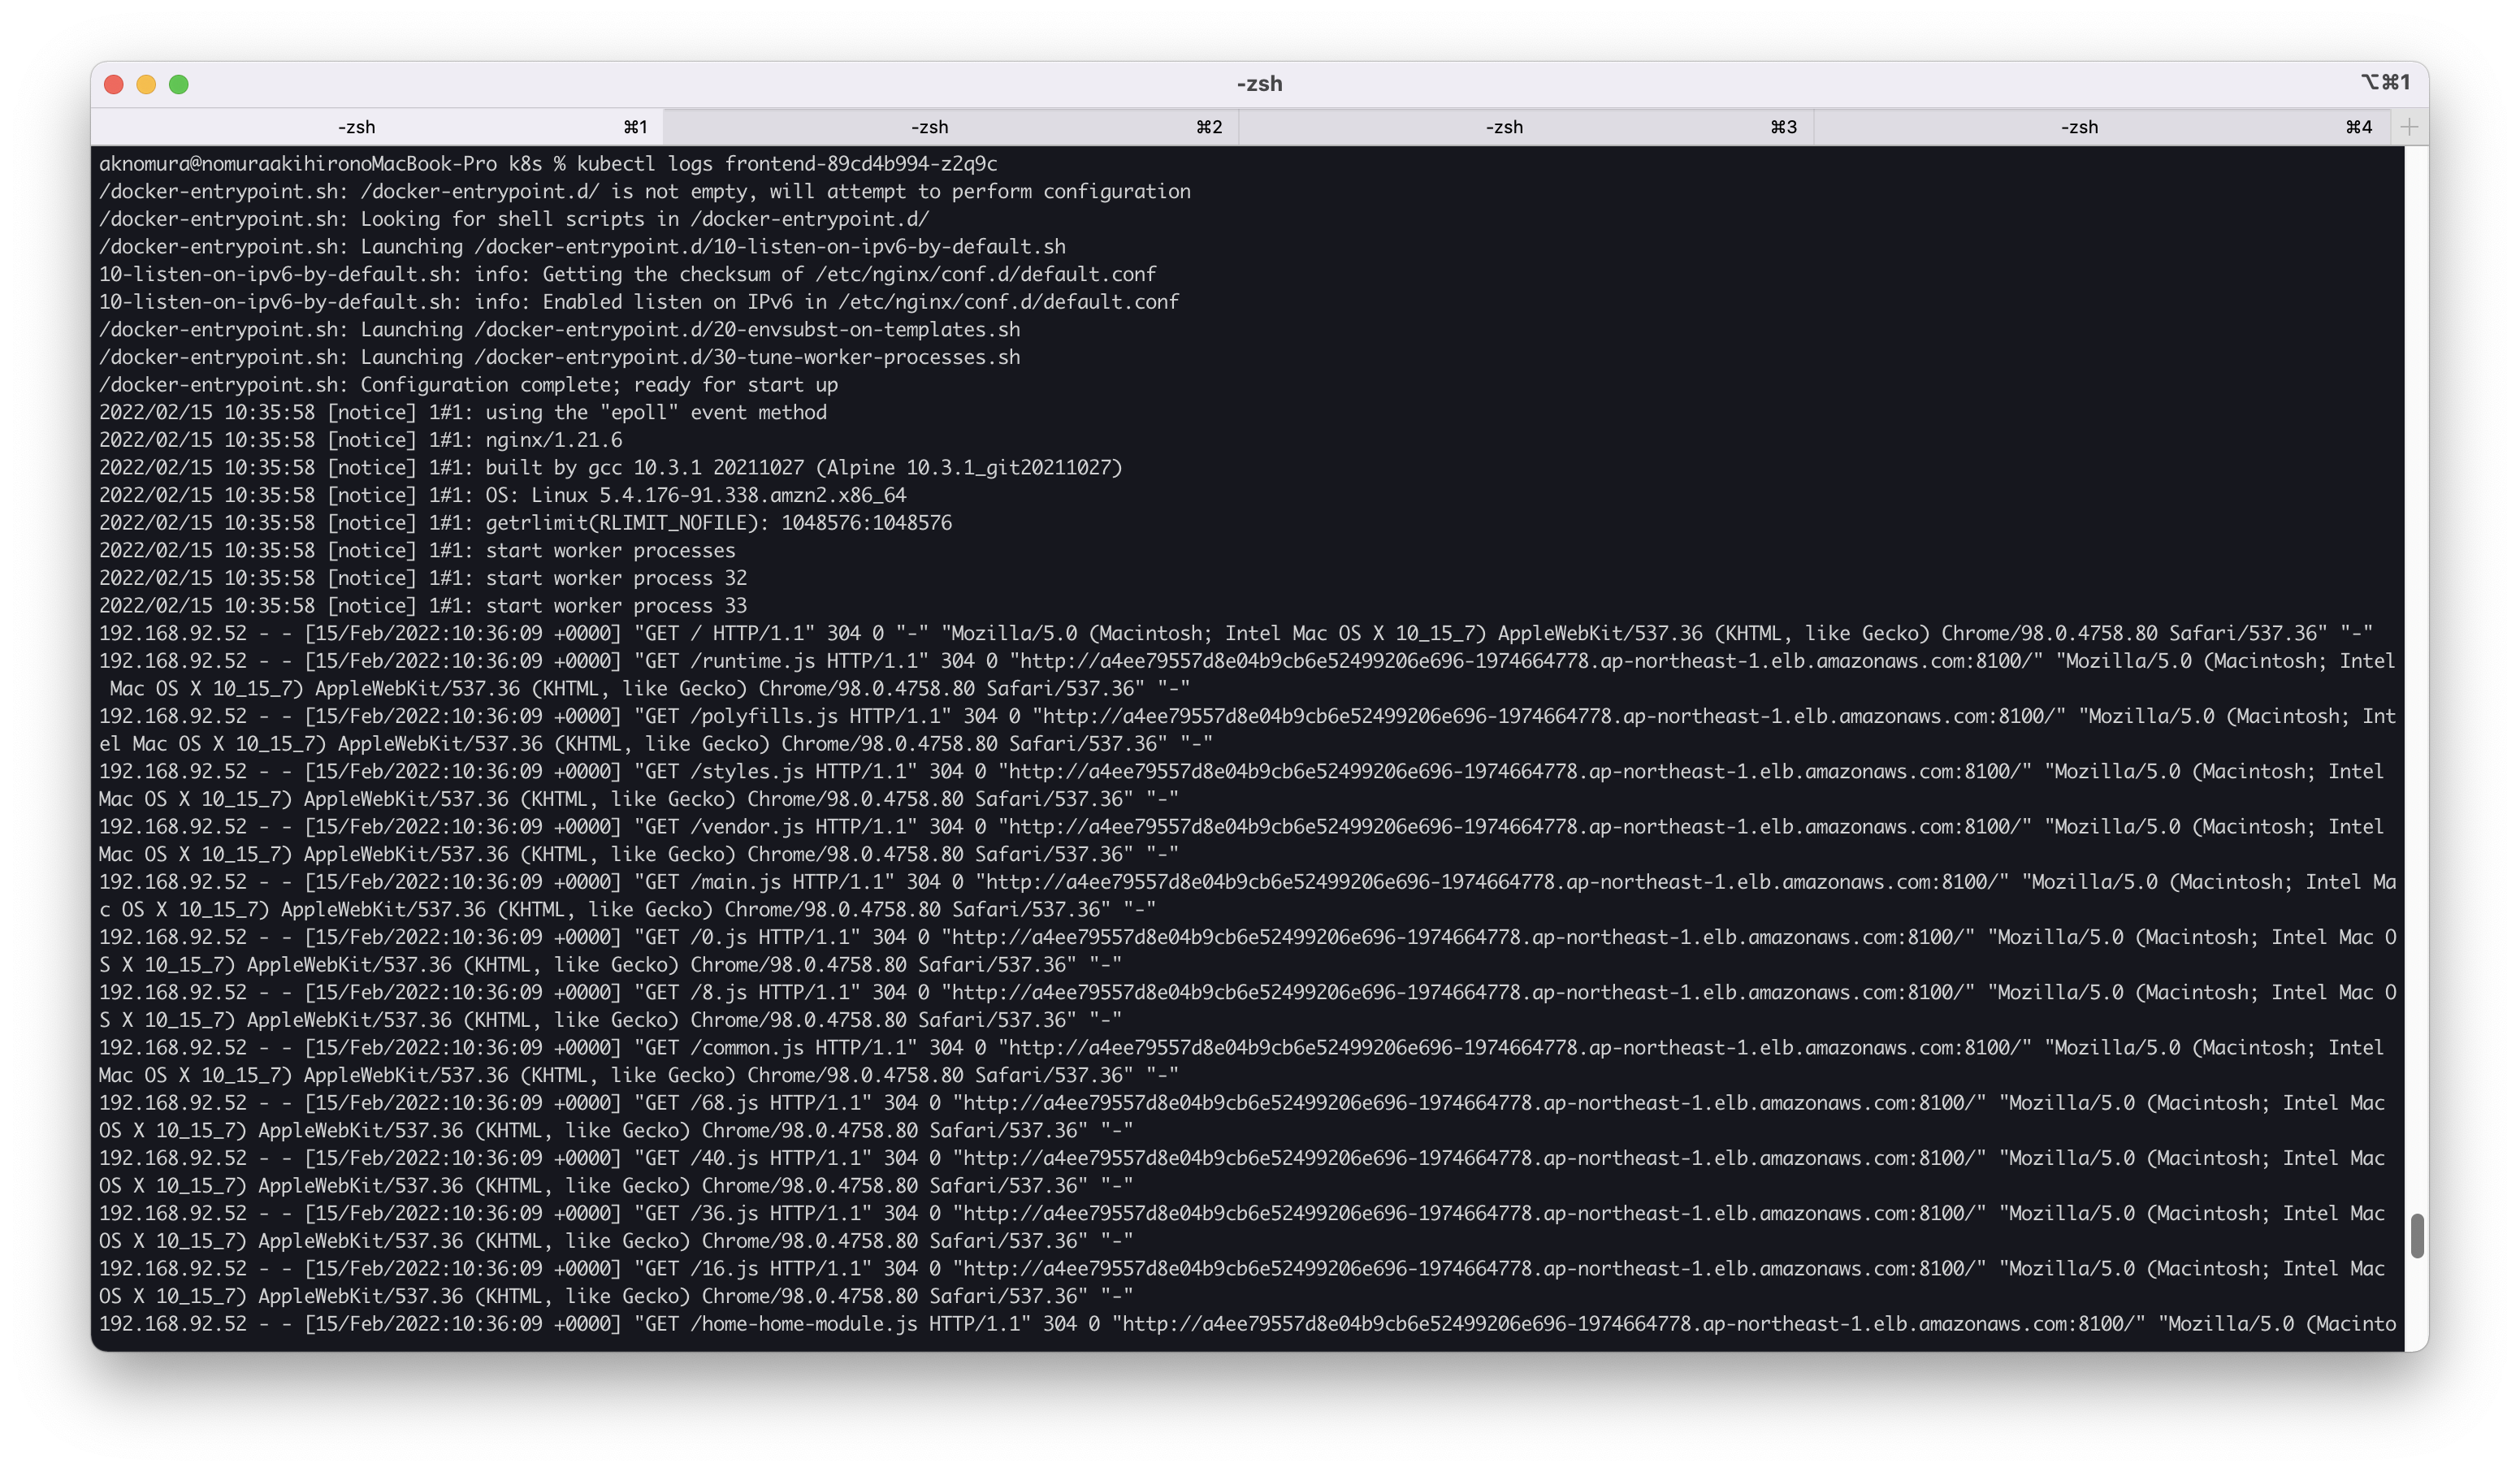 -zsh
⌥⌘1
-zsh ⌘1 -zsh ⌘2 -zsh ⌘3 -zsh ⌘4 +
aknomura@nomuraakihironoMacBook-Pro k8s % kubectl logs frontend-89cd4b994-z2q9c
/docker-entrypoint.sh: /docker-entrypoint.d/ is not empty, will attempt to perform configuration
/docker-entrypoint.sh: Looking for shell scripts in /docker-entrypoint.d/
/docker-entrypoint.sh: Launching /docker-entrypoint.d/10-listen-on-ipv6-by-default.sh
10-listen-on-ipv6-by-default.sh: info: Getting the checksum of /etc/nginx/conf.d/default.conf
10-listen-on-ipv6-by-default.sh: info: Enabled listen on IPv6 in /etc/nginx/conf.d/default.conf
/docker-entrypoint.sh: Launching /docker-entrypoint.d/20-envsubst-on-templates.sh
/docker-entrypoint.sh: Launching /docker-entrypoint.d/30-tune-worker-processes.sh
/docker-entrypoint.sh: Configuration complete; ready for start up
2022/02/15 10:35:58 [notice] 1#1: using the "epoll" event method
2022/02/15 10:35:58 [notice] 1#1: nginx/1.21.6
2022/02/15 10:35:58 [notice] 1#1: built by gcc 10.3.1 20211027 (Alpine 10.3.1_git20211027)
2022/02/15 10:35:58 [notice] 1#1: OS: Linux 5.4.176-91.338.amzn2.x86_64
2022/02/15 10:35:58 [notice] 1#1: getrlimit(RLIMIT_NOFILE): 1048576:1048576
2022/02/15 10:35:58 [notice] 1#1: start worker processes
2022/02/15 10:35:58 [notice] 1#1: start worker process 32
2022/02/15 10:35:58 [notice] 1#1: start worker process 33
192.168.92.52 - - [15/Feb/2022:10:36:09 +0000] "GET / HTTP/1.1" 304 0 "-" "Mozilla/5.0 (Macintosh; Intel Mac OS X 10_15_7) AppleWebKit/537.36 (KHTML, like Gecko) Chrome/98.0.4758.80 Safari/537.36" "-"
192.168.92.52 - - [15/Feb/2022:10:36:09 +0000] "GET /runtime.js HTTP/1.1" 304 0 "http://a4ee79557d8e04b9cb6e52499206e696-1974664778.ap-northeast-1.elb.amazonaws.com:8100/" "Mozilla/5.0 (Macintosh; Intel
 Mac OS X 10_15_7) AppleWebKit/537.36 (KHTML, like Gecko) Chrome/98.0.4758.80 Safari/537.36" "-"
192.168.92.52 - - [15/Feb/2022:10:36:09 +0000] "GET /polyfills.js HTTP/1.1" 304 0 "http://a4ee79557d8e04b9cb6e52499206e696-1974664778.ap-northeast-1.elb.amazonaws.com:8100/" "Mozilla/5.0 (Macintosh; Int
el Mac OS X 10_15_7) AppleWebKit/537.36 (KHTML, like Gecko) Chrome/98.0.4758.80 Safari/537.36" "-"
192.168.92.52 - - [15/Feb/2022:10:36:09 +0000] "GET /styles.js HTTP/1.1" 304 0 "http://a4ee79557d8e04b9cb6e52499206e696-1974664778.ap-northeast-1.elb.amazonaws.com:8100/" "Mozilla/5.0 (Macintosh; Intel
Mac OS X 10_15_7) AppleWebKit/537.36 (KHTML, like Gecko) Chrome/98.0.4758.80 Safari/537.36" "-"
192.168.92.52 - - [15/Feb/2022:10:36:09 +0000] "GET /vendor.js HTTP/1.1" 304 0 "http://a4ee79557d8e04b9cb6e52499206e696-1974664778.ap-northeast-1.elb.amazonaws.com:8100/" "Mozilla/5.0 (Macintosh; Intel
Mac OS X 10_15_7) AppleWebKit/537.36 (KHTML, like Gecko) Chrome/98.0.4758.80 Safari/537.36" "-"
192.168.92.52 - - [15/Feb/2022:10:36:09 +0000] "GET /main.js HTTP/1.1" 304 0 "http://a4ee79557d8e04b9cb6e52499206e696-1974664778.ap-northeast-1.elb.amazonaws.com:8100/" "Mozilla/5.0 (Macintosh; Intel Ma
c OS X 10_15_7) AppleWebKit/537.36 (KHTML, like Gecko) Chrome/98.0.4758.80 Safari/537.36" "-"
192.168.92.52 - - [15/Feb/2022:10:36:09 +0000] "GET /0.js HTTP/1.1" 304 0 "http://a4ee79557d8e04b9cb6e52499206e696-1974664778.ap-northeast-1.elb.amazonaws.com:8100/" "Mozilla/5.0 (Macintosh; Intel Mac O
S X 10_15_7) AppleWebKit/537.36 (KHTML, like Gecko) Chrome/98.0.4758.80 Safari/537.36" "-"
192.168.92.52 - - [15/Feb/2022:10:36:09 +0000] "GET /8.js HTTP/1.1" 304 0 "http://a4ee79557d8e04b9cb6e52499206e696-1974664778.ap-northeast-1.elb.amazonaws.com:8100/" "Mozilla/5.0 (Macintosh; Intel Mac O
S X 10_15_7) AppleWebKit/537.36 (KHTML, like Gecko) Chrome/98.0.4758.80 Safari/537.36" "-"
192.168.92.52 - - [15/Feb/2022:10:36:09 +0000] "GET /common.js HTTP/1.1" 304 0 "http://a4ee79557d8e04b9cb6e52499206e696-1974664778.ap-northeast-1.elb.amazonaws.com:8100/" "Mozilla/5.0 (Macintosh; Intel
Mac OS X 10_15_7) AppleWebKit/537.36 (KHTML, like Gecko) Chrome/98.0.4758.80 Safari/537.36" "-"
192.168.92.52 - - [15/Feb/2022:10:36:09 +0000] "GET /68.js HTTP/1.1" 304 0 "http://a4ee79557d8e04b9cb6e52499206e696-1974664778.ap-northeast-1.elb.amazonaws.com:8100/" "Mozilla/5.0 (Macintosh; Intel Mac
OS X 10_15_7) AppleWebKit/537.36 (KHTML, like Gecko) Chrome/98.0.4758.80 Safari/537.36" "-"
192.168.92.52 - - [15/Feb/2022:10:36:09 +0000] "GET /40.js HTTP/1.1" 304 0 "http://a4ee79557d8e04b9cb6e52499206e696-1974664778.ap-northeast-1.elb.amazonaws.com:8100/" "Mozilla/5.0 (Macintosh; Intel Mac
OS X 10_15_7) AppleWebKit/537.36 (KHTML, like Gecko) Chrome/98.0.4758.80 Safari/537.36" "-"
192.168.92.52 - - [15/Feb/2022:10:36:09 +0000] "GET /36.js HTTP/1.1" 304 0 "http://a4ee79557d8e04b9cb6e52499206e696-1974664778.ap-northeast-1.elb.amazonaws.com:8100/" "Mozilla/5.0 (Macintosh; Intel Mac
OS X 10_15_7) AppleWebKit/537.36 (KHTML, like Gecko) Chrome/98.0.4758.80 Safari/537.36" "-"
192.168.92.52 - - [15/Feb/2022:10:36:09 +0000] "GET /16.js HTTP/1.1" 304 0 "http://a4ee79557d8e04b9cb6e52499206e696-1974664778.ap-northeast-1.elb.amazonaws.com:8100/" "Mozilla/5.0 (Macintosh; Intel Mac
OS X 10_15_7) AppleWebKit/537.36 (KHTML, like Gecko) Chrome/98.0.4758.80 Safari/537.36" "-"
192.168.92.52 - - [15/Feb/2022:10:36:09 +0000] "GET /home-home-module.js HTTP/1.1" 304 0 "http://a4ee79557d8e04b9cb6e52499206e696-1974664778.ap-northeast-1.elb.amazonaws.com:8100/" "Mozilla/5.0 (Macinto